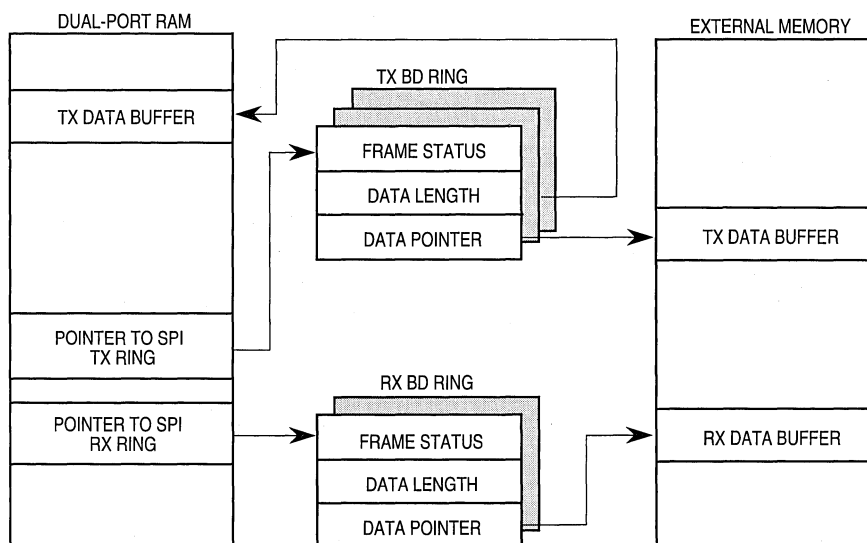 DUAL-PORT RAM
EXTERNAL MEMORY
TX BD RING
TX DATA BUFFER
FRAME STATUS
DATA LENGTH
DATA POINTER
TX DATA BUFFER
POINTER TO SPI
TX RING
RX BD RING
POINTER TO SPI
RX RING
FRAME STATUS
RX DATA BUFFER
DATA LENGTH
DATA POINTER